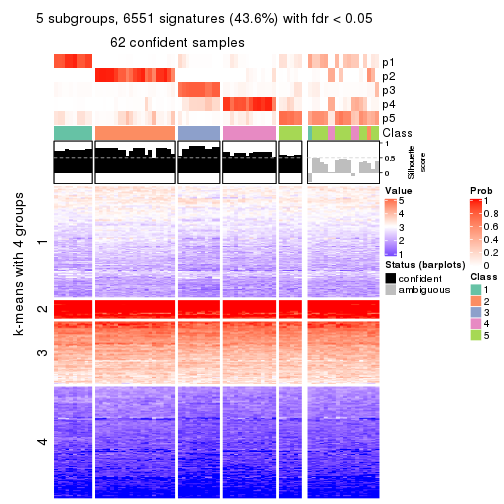 5 subgroups, 6551 signatures (43.6%) with fdr < 0.05
62 confident samples
p1
p2
p3
p4
p5
Class
1
0.5
0
Silhouette
score
k-means with 4 groups
1
2
3
4
Value
5
4
3
2
1
Status (barplots)
confident
ambiguous
Prob
1
0.8
0.6
0.4
0.2
0
Class
1
2
3
4
5